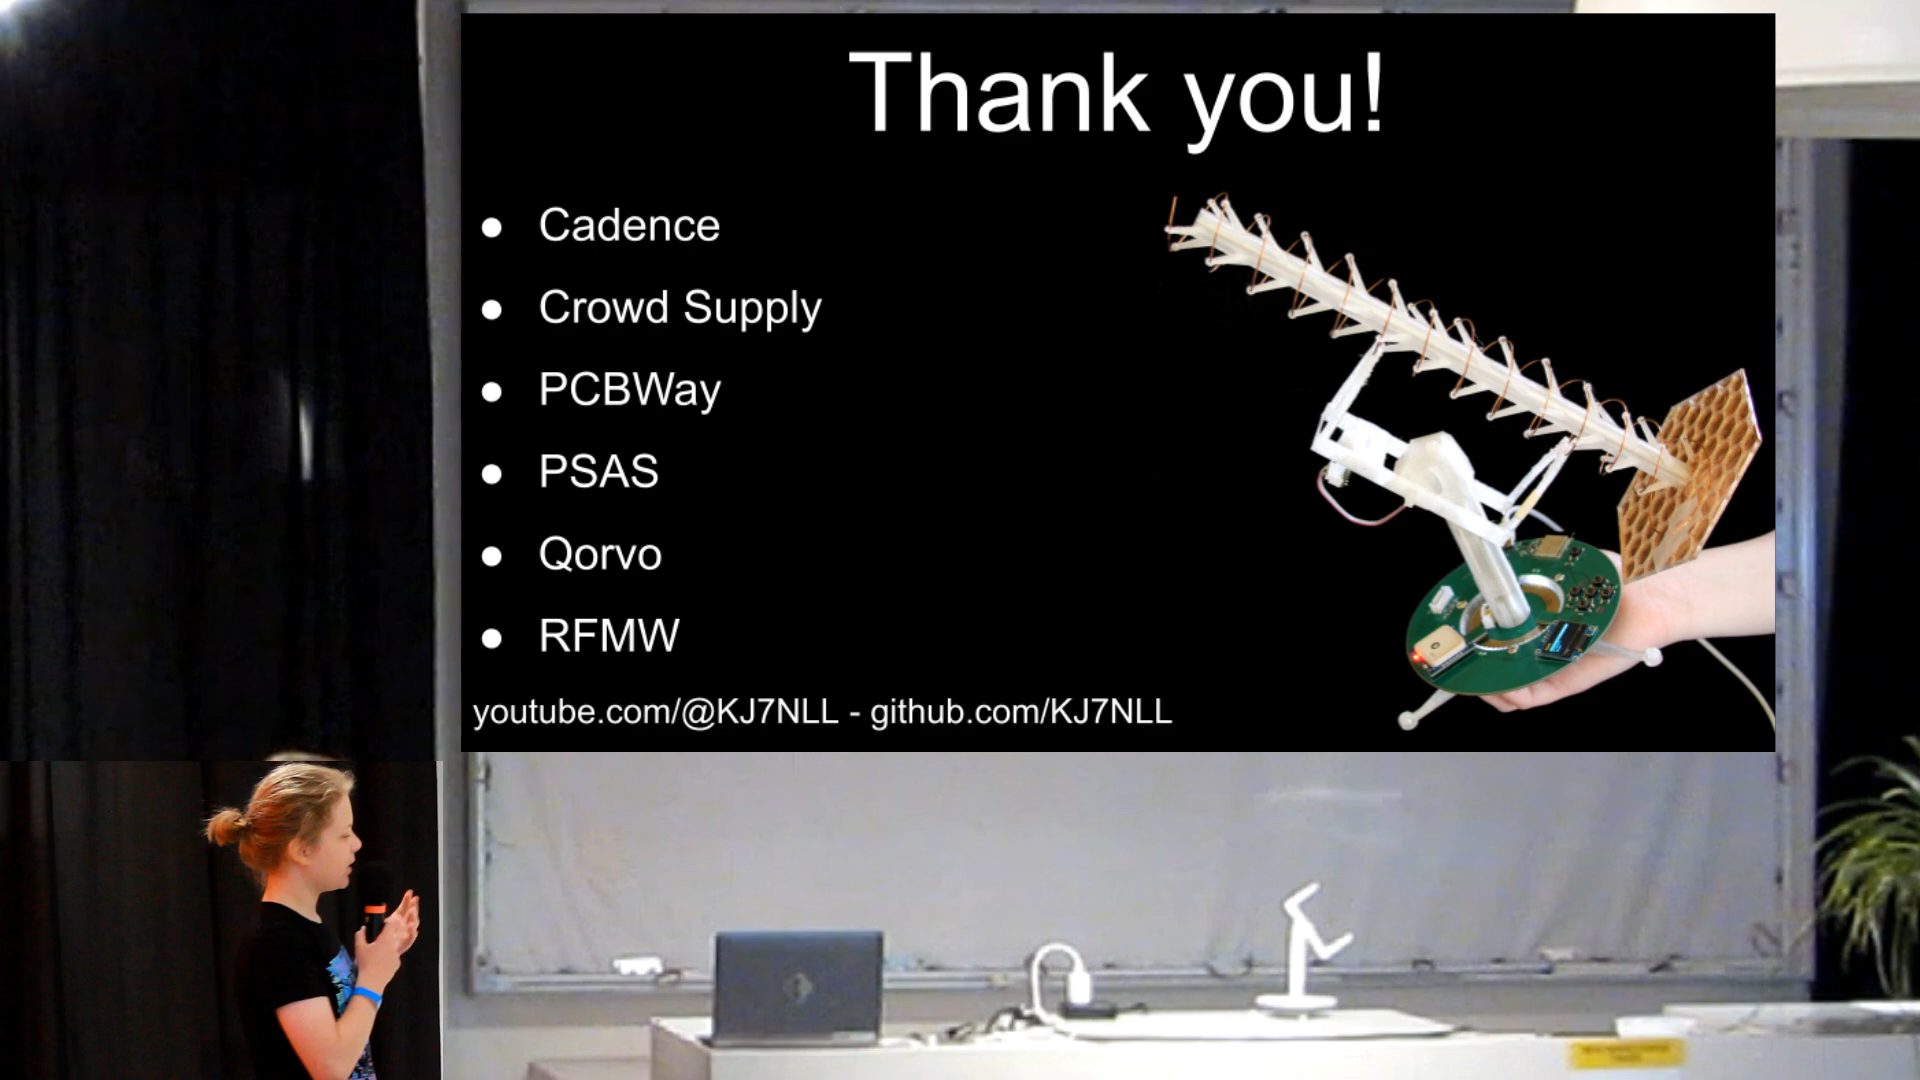 Thank you!
● Cadence
● Crowd Supply
● PCBWay
● PSAS
● Qorvo
● RFMW
youtube.com/@KJ7NLL - github.com/KJ7NLL